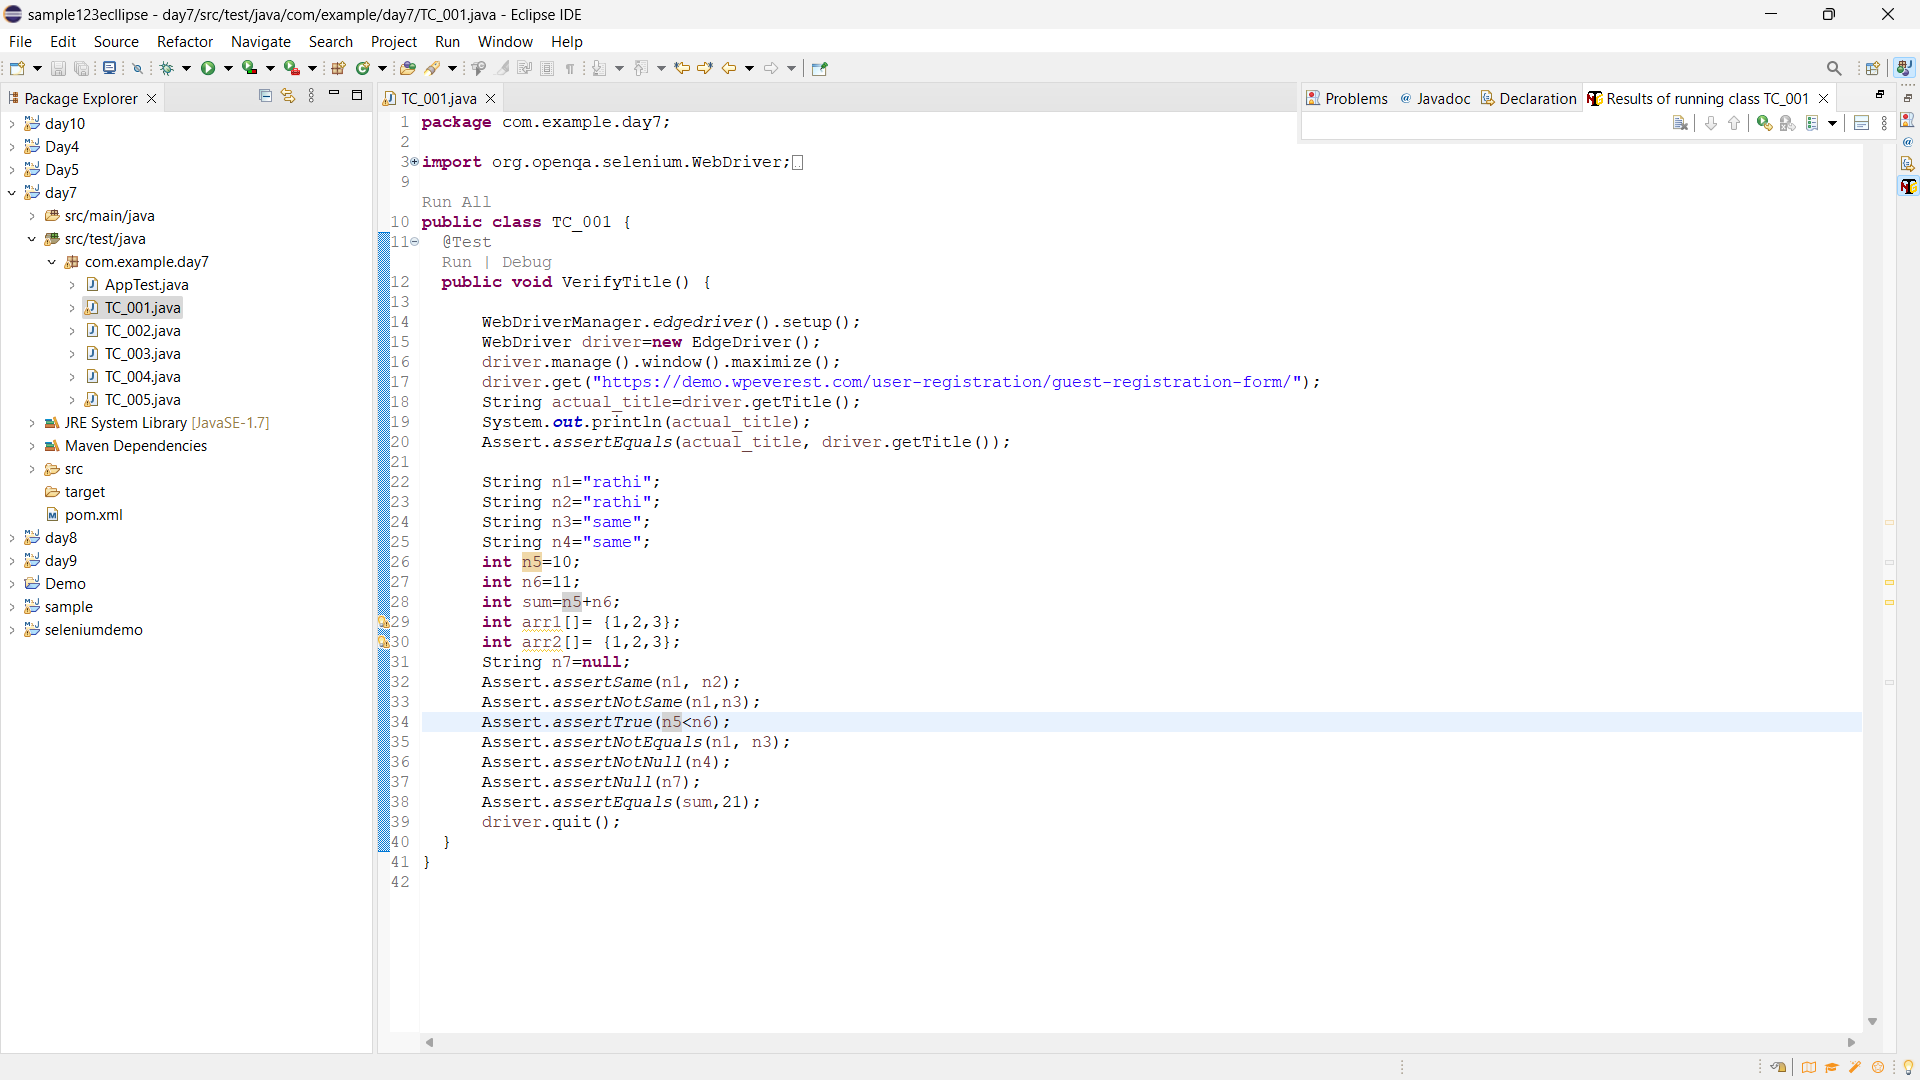 sample123ecllipse - day7/src/test/java/com/example/day7/TC_001.java - Eclipse IDE
File Edit Source Refactor Navigate Search Project Run Window Help
Package Explorer
day10
Day4
Day5
day7
src/main/java
src/test/java
com.example.day7
AppTest.java
TC_001.java
TC_002.java
TC_003.java
TC_004.java
TC_005.java
JRE System Library [JavaSE-1.7]
Maven Dependencies
src
target
pom.xml
day8
day9
Demo
sample
seleniumdemo
TC_001.java
1 package com.example.day7;
2
3 import org.openqa.selenium.WebDriver;
9
Run All
10 public class TC_001 {
11 @Test
Run | Debug
12 public void VerifyTitle() {
13
14 WebDriverManager.edgedriver().setup();
15 WebDriver driver=new EdgeDriver();
16 driver.manage().window().maximize();
17 driver.get("https://demo.wpeverest.com/user-registration/guest-registration-form/");
18 String actual_title=driver.getTitle();
19 System.out.println(actual_title);
20 Assert.assertEquals(actual_title, driver.getTitle());
21
22 String n1="rathi";
23 String n2="rathi";
24 String n3="same";
25 String n4="same";
26 int n5=10;
27 int n6=11;
28 int sum=n5+n6;
29 int arr1[]= {1,2,3};
30 int arr2[]= {1,2,3};
31 String n7=null;
32 Assert.assertSame(n1, n2);
33 Assert.assertNotSame(n1,n3);
34 Assert.assertTrue(n5<n6);
35 Assert.assertNotEquals(n1, n3);
36 Assert.assertNotNull(n4);
37 Assert.assertNull(n7);
38 Assert.assertEquals(sum,21);
39 driver.quit();
40 }
41 }
42
Problems Javadoc Declaration Results of running class TC_001